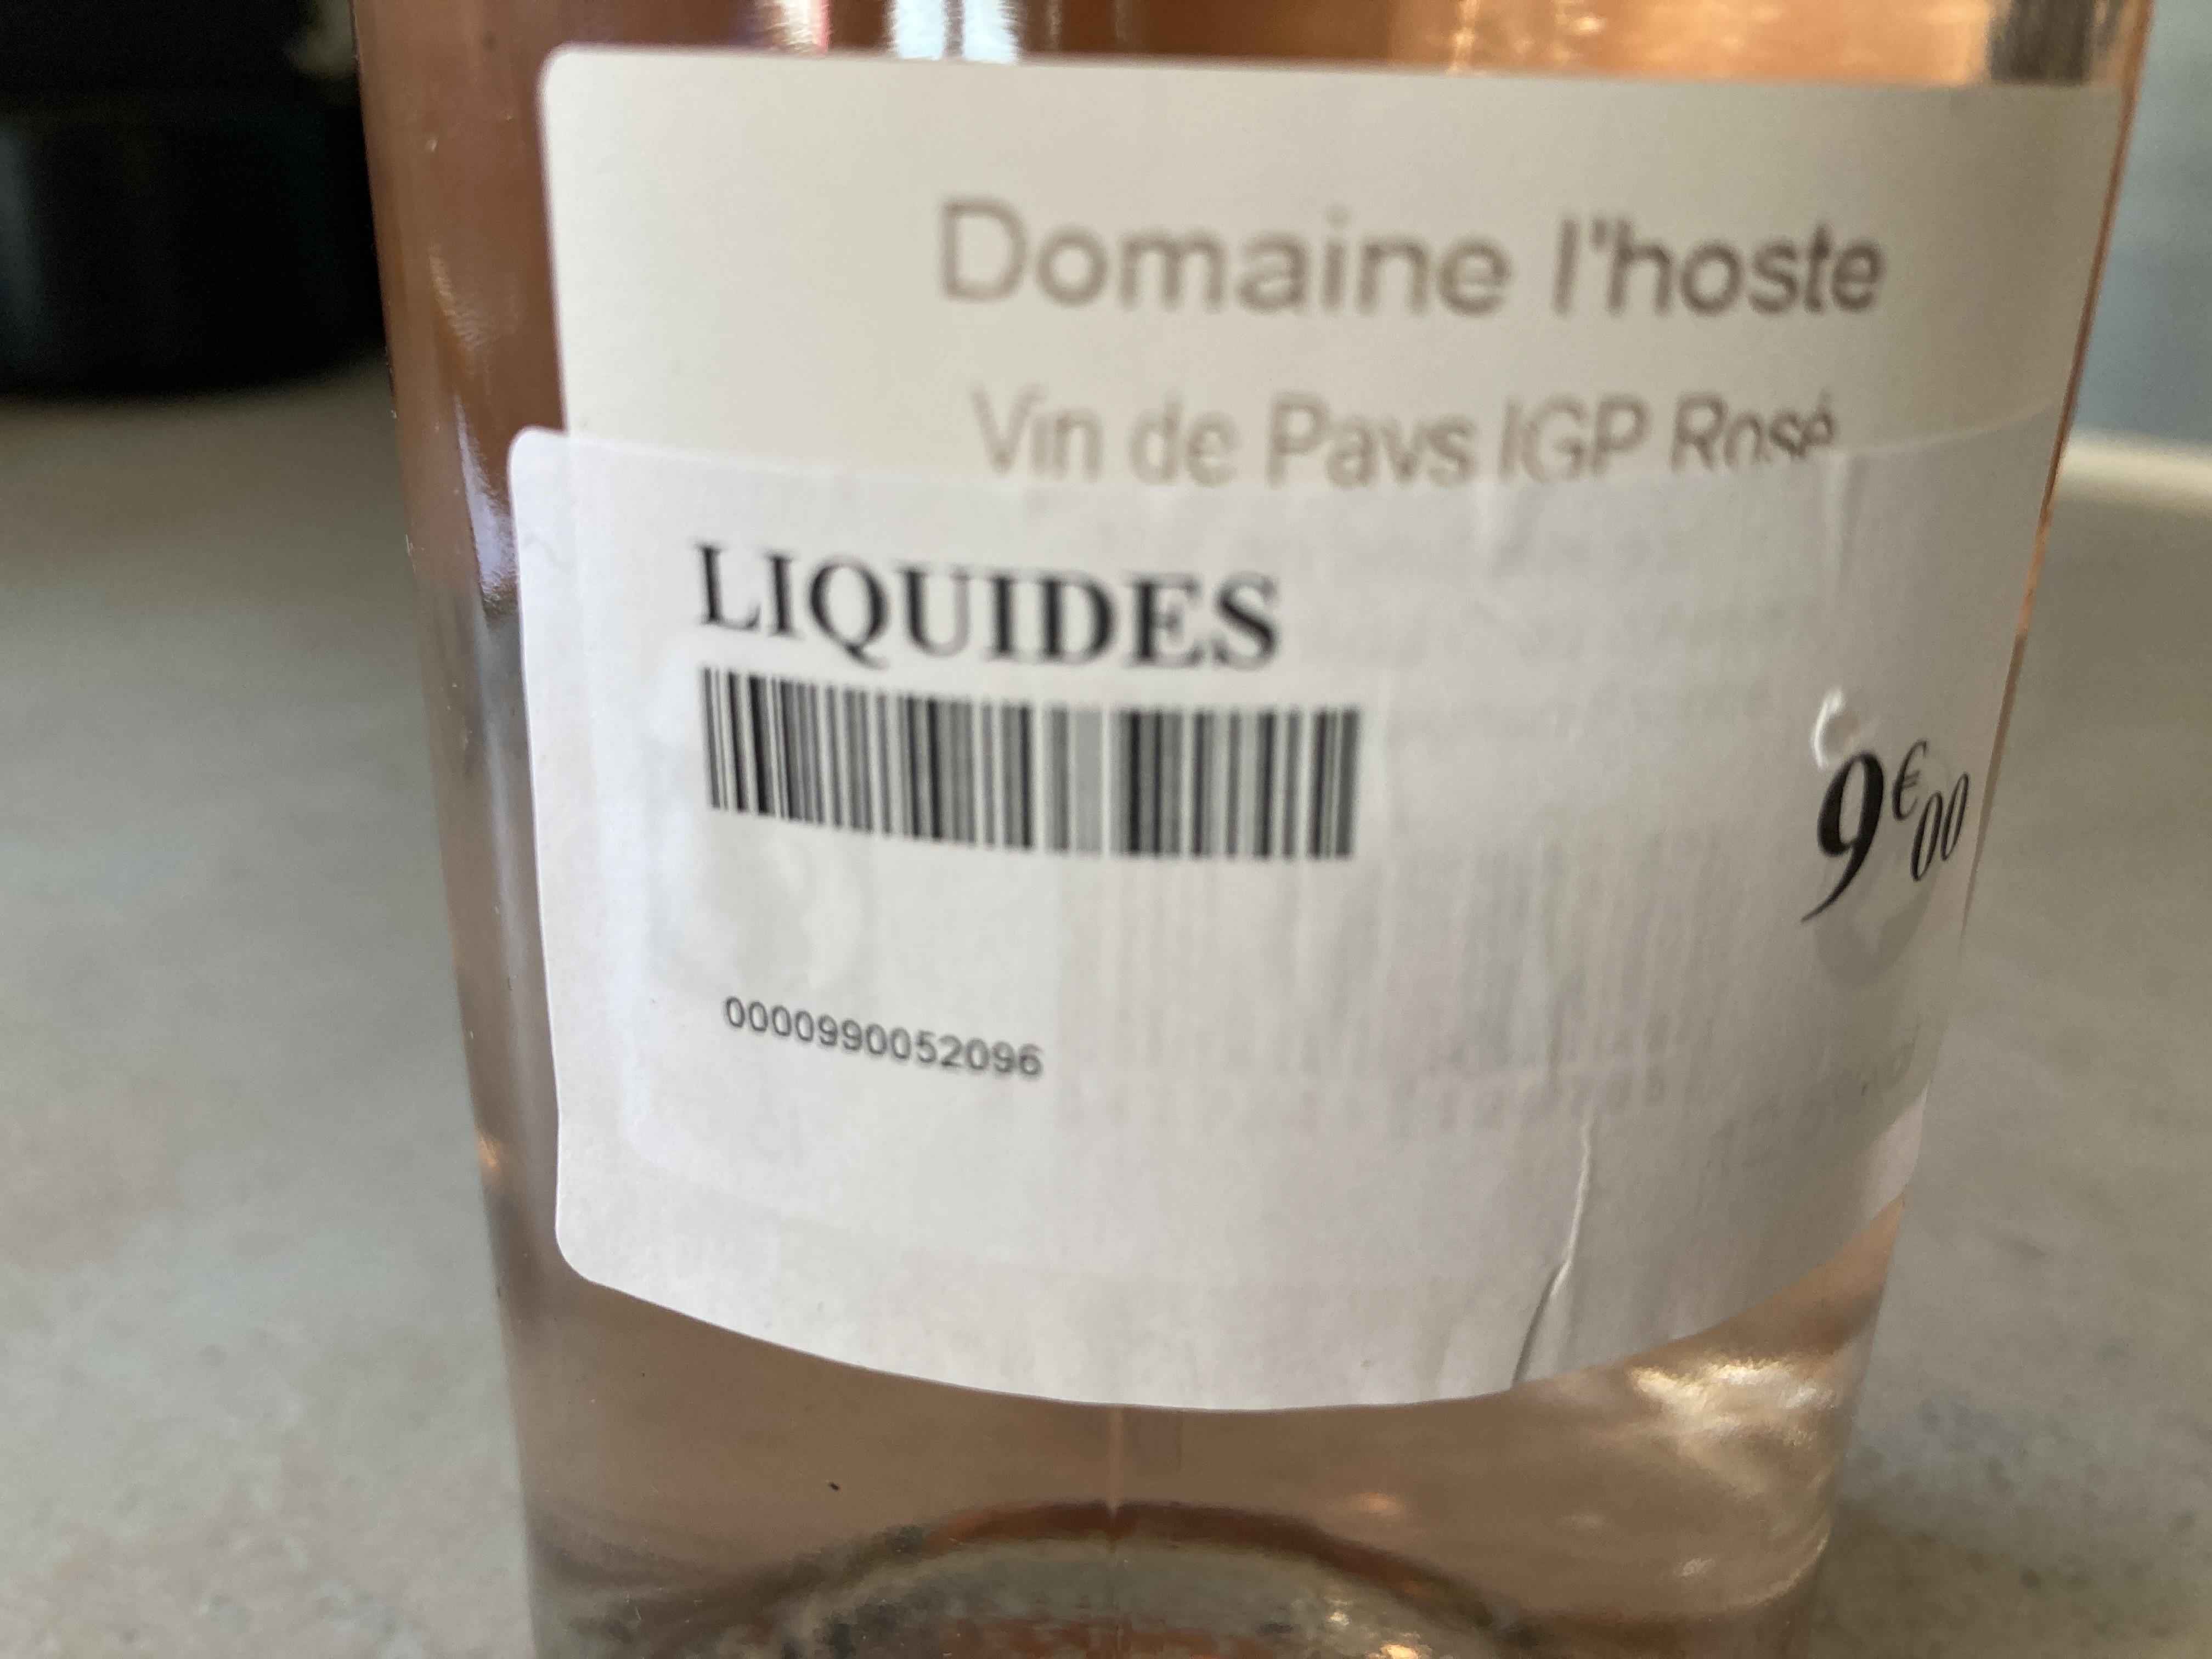 Domaine l'hoste
Vin de Pays IGP Rosé
LIQUIDES
9€00
0000990052096